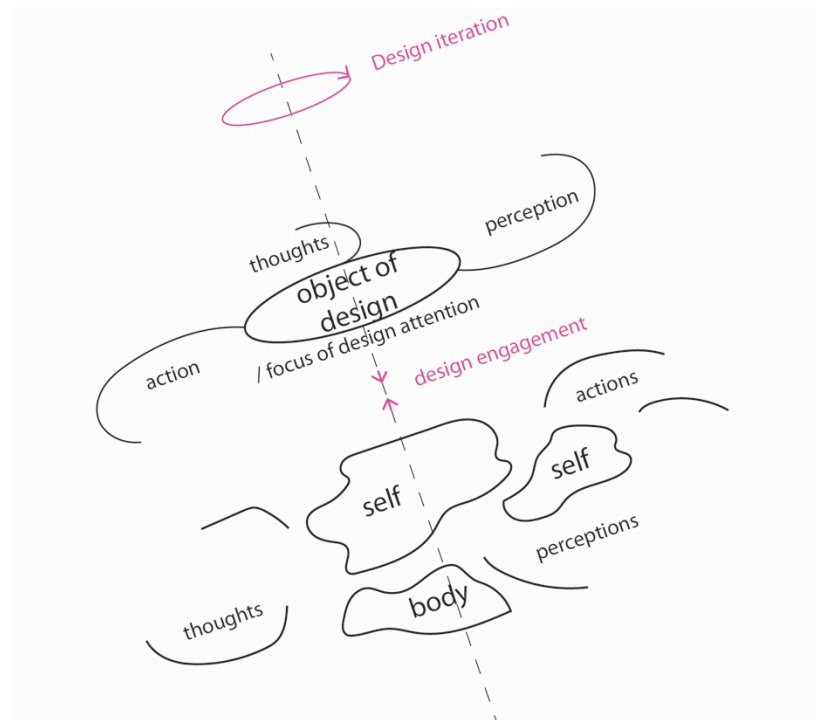 Design iteration
perception
thoughts
object of
design
/ focus of design attention
action
design engagement
actions
self
self
perceptions
body
thoughts